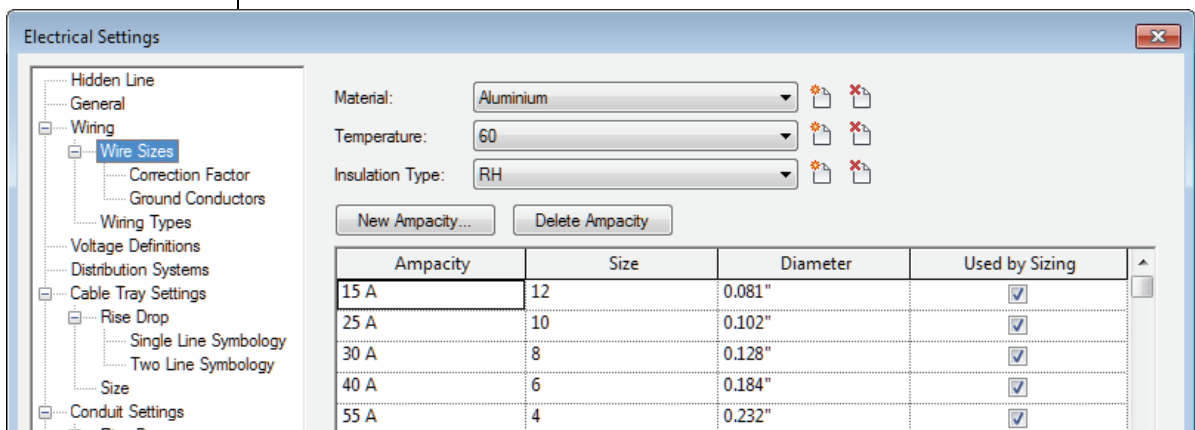 Electrical Settings
Hidden Line
General
Wiring
Wire Sizes
Correction Factor
Ground Conductors
Wiring Types
Voltage Definitions
Distribution Systems
Cable Tray Settings
Rise Drop
Single Line Symbology
Two Line Symbology
Size
Conduit Settings
Material: Aluminium
Temperature: 60
Insulation Type: RH
New Ampacity... Delete Ampacity
Ampacity Size Diameter Used by Sizing
15 A 12 0.081"
25 A 10 0.102"
30 A 8 0.128"
40 A 6 0.184"
55 A 4 0.232"